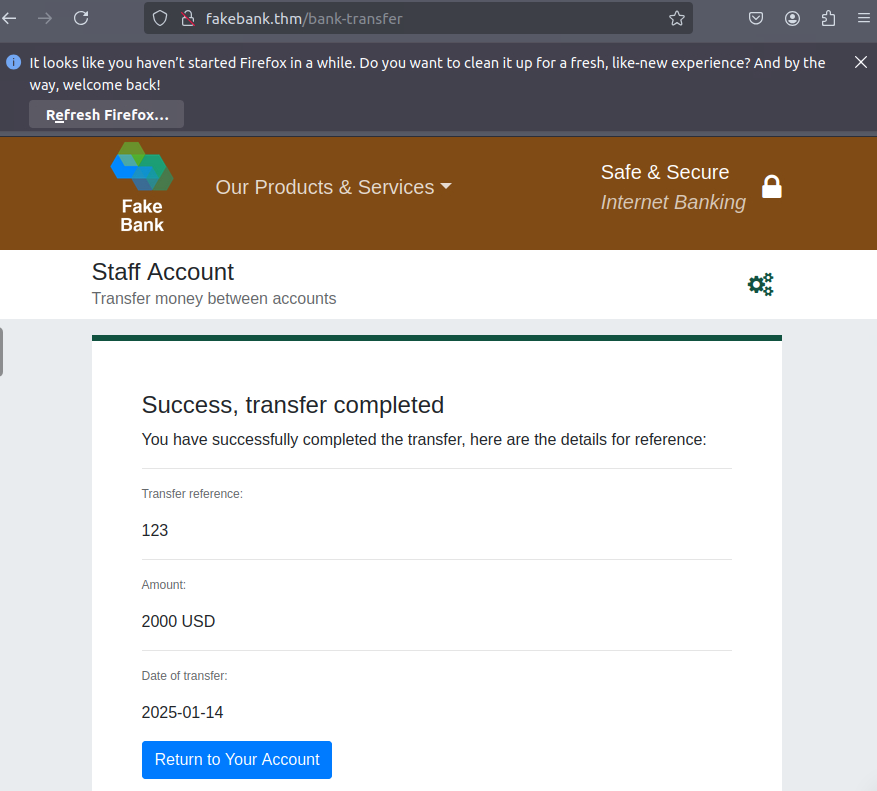 fakebank.thm/bank-transfer
It looks like you haven't started Firefox in a while. Do you want to clean it up for a fresh, like-new experience? And by the
way, welcome back!
Refresh Firefox...
Fake
Bank
Our Products & Services
Safe & Secure
Internet Banking
Staff Account
Transfer money between accounts
Success, transfer completed
You have successfully completed the transfer, here are the details for reference:
Transfer reference:
123
Amount:
2000 USD
Date of transfer:
2025-01-14
Return to Your Account